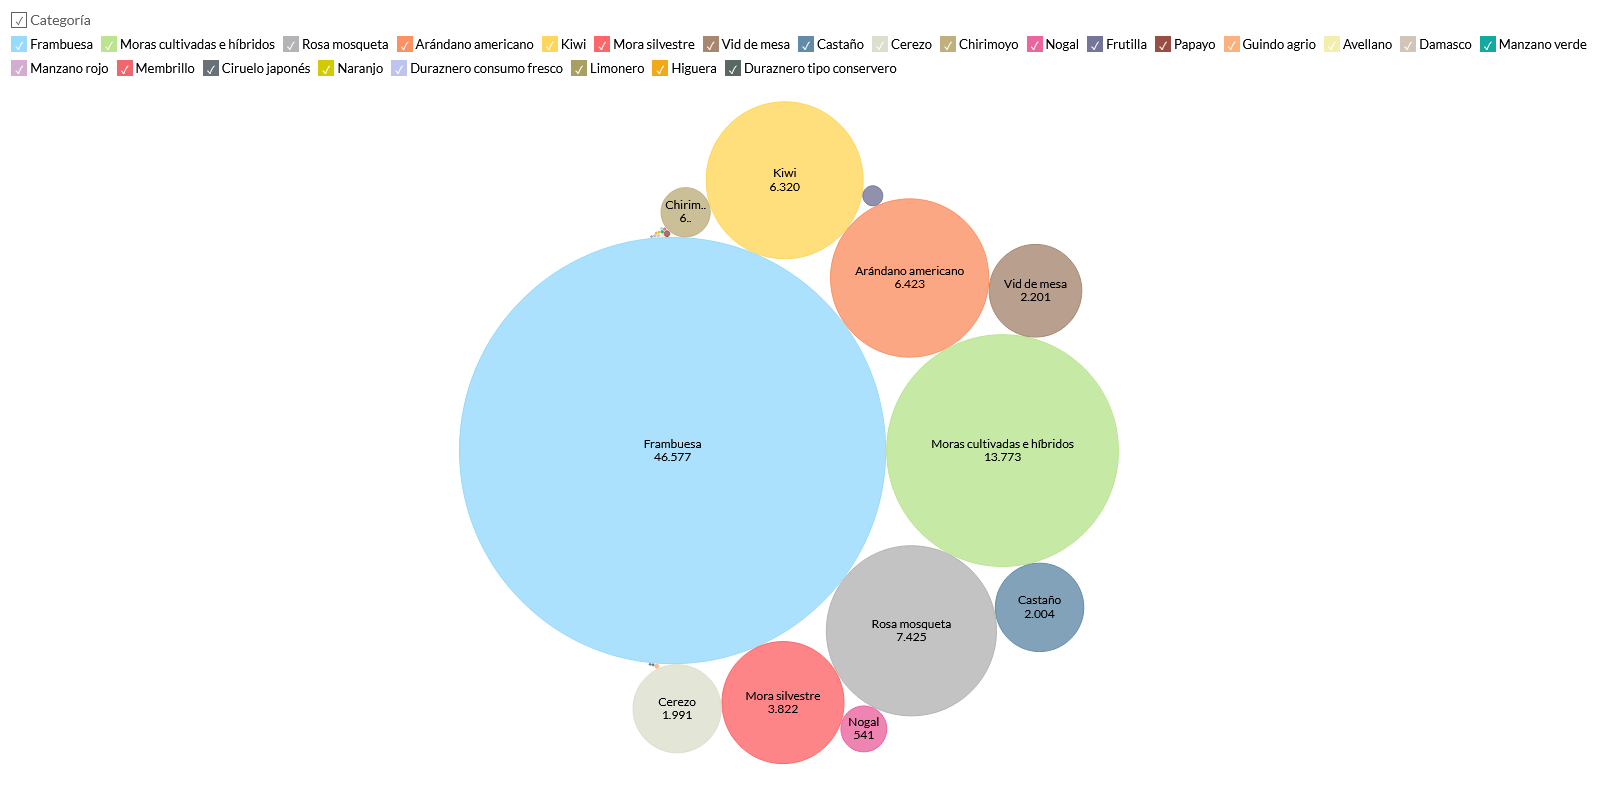 Categoría
Frambuesa Moras cultivadas e híbridos Rosa mosqueta Arándano americano Kiwi Mora silvestre Vid de mesa Castaño Cerezo Chirimoyo Nogal Frutilla Papayo Guindo agrio Avellano Damasco Manzano verde
Manzano rojo Membrillo Ciruelo japonés Naranjo Duraznero consumo fresco Limonero Higuera Duraznero tipo conservero
Kiwi
6.320
Chirim..
6..
Arándano americano
6.423
Vid de mesa
2.201
Frambuesa
46.577
Moras cultivadas e híbridos
13.773
Castaño
2.004
Rosa mosqueta
7.425
Mora silvestre
3.822
Cerezo
1.991
Nogal
541